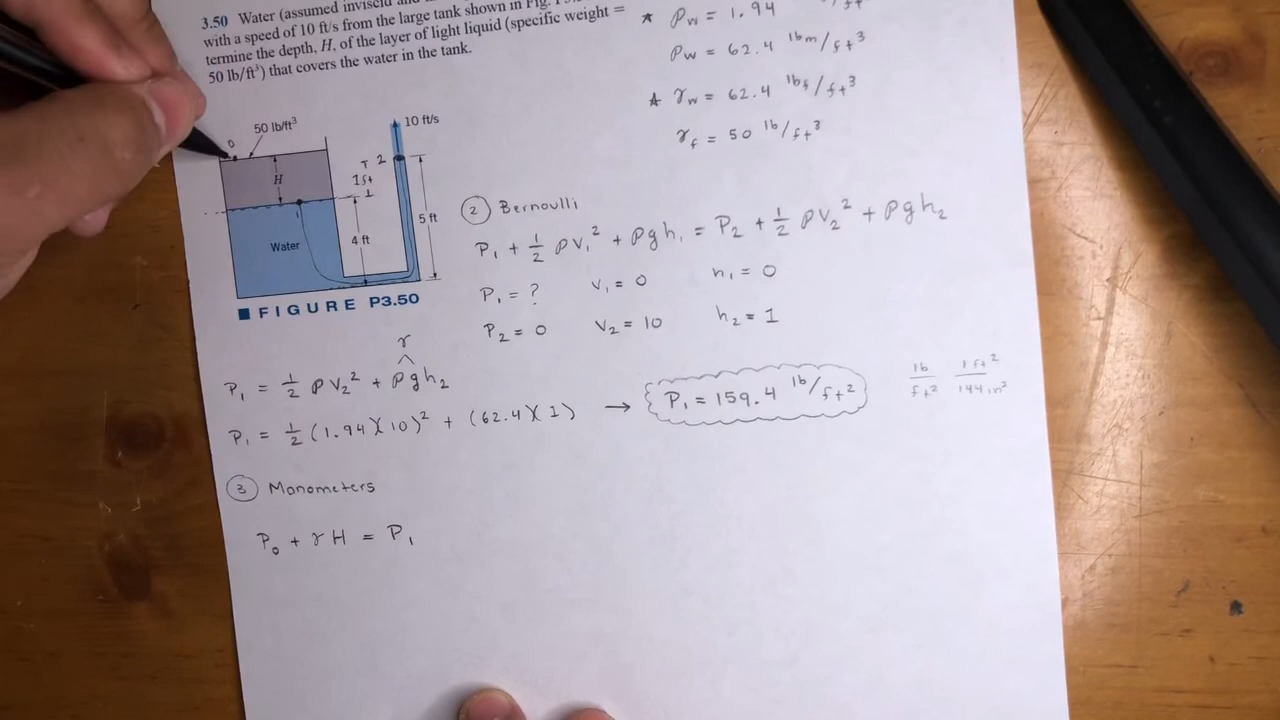 3.50 Water (assumed inviscid and
with a speed of 10 ft/s from the large tank shown in Fig.
termine the depth, H, of the layer of light liquid (specific weight =
50 lb/ft³) that covers the water in the tank.
* ρw = 1.94
ρw = 62.4 lbm/ft³
* γw = 62.4 lbf/ft³
γf = 50 lb/ft³
0
50 lb/ft³
10 ft/s
2
H
1ft
1
5 ft
4 ft
Water
FIGURE P3.50
② Bernoulli
P₁ + ½ ρv₁² + ρgh₁ = P₂ + ½ ρv₂² + ρgh₂
P₁ = ? v₁ = 0 h₁ = 0
P₂ = 0 v₂ = 10 h₂ = 1
γ
P₁ = ½ ρv₂² + ρgh₂
P₁ = ½ (1.94)(10)² + (62.4)(1) → P₁ = 159.4 lb/ft²
lb/ft² 1ft²/144in²
③ Manometers
P₀ + γH = P₁